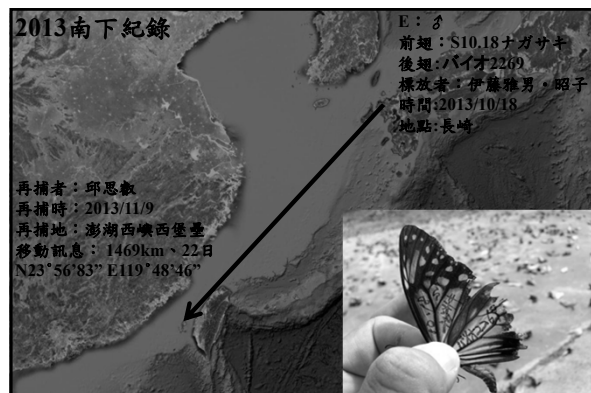 2013南下紀錄
E：♂
前翅：S10.18ナガサキ
後翅:バイオ2269
標放者：伊藤雅男·昭子
時間:2013/10/18
地點:長崎
再捕者：邱思叡
再捕時：2013/11/9
再捕地：澎湖西嶼西堡壘
移動訊息： 1469km、22日
N23˚56’83” E119˚48’46”